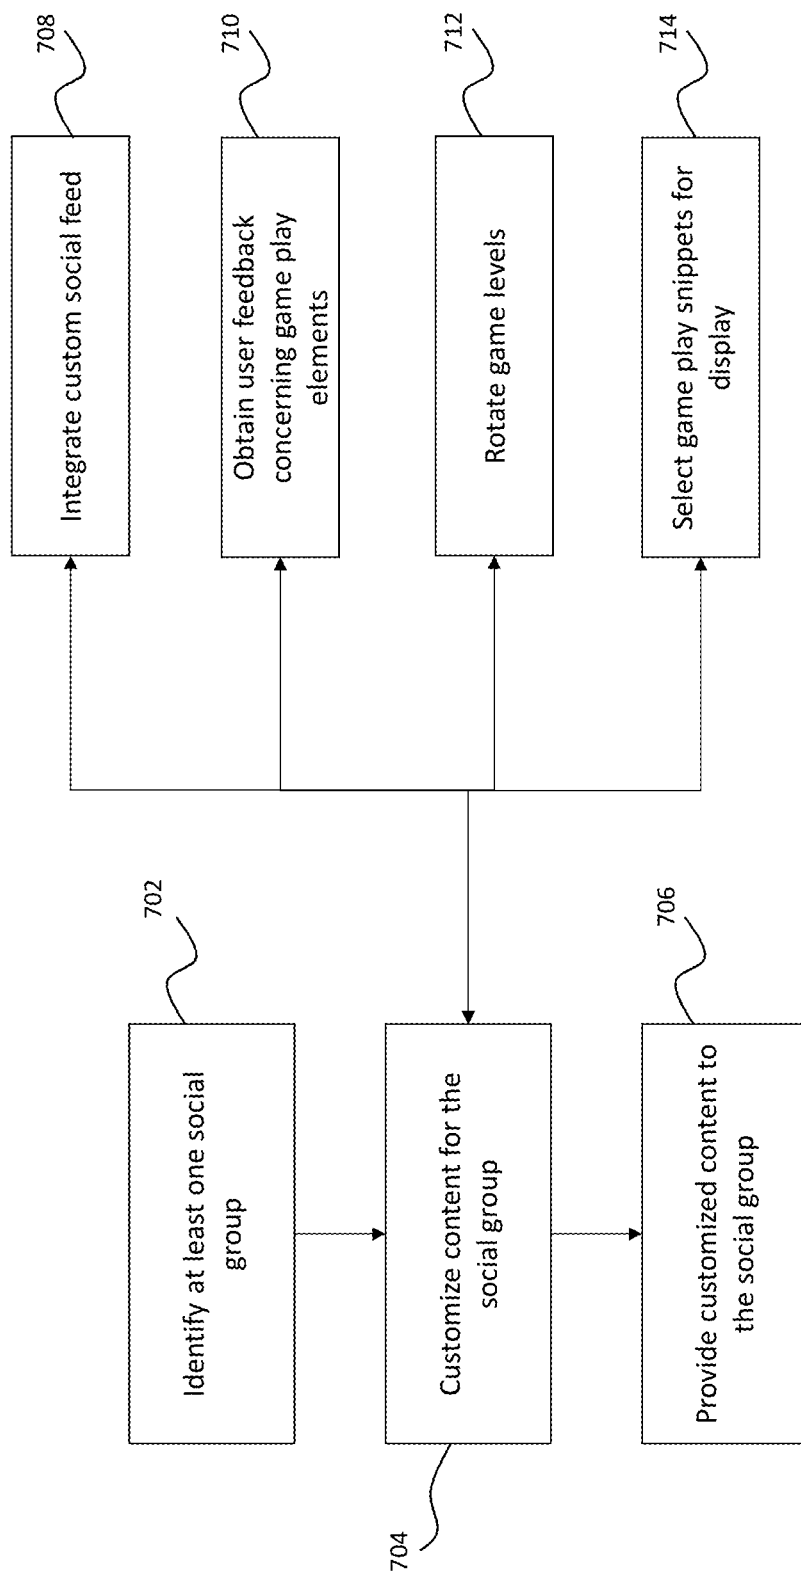 702
Identify at least one social
group
704
Customize content for the
social group
706
Provide customized content to
the social group
708
Integrate custom social feed
710
Obtain user feedback
concerning game play
elements
712
Rotate game levels
714
Select game play snippets for
display